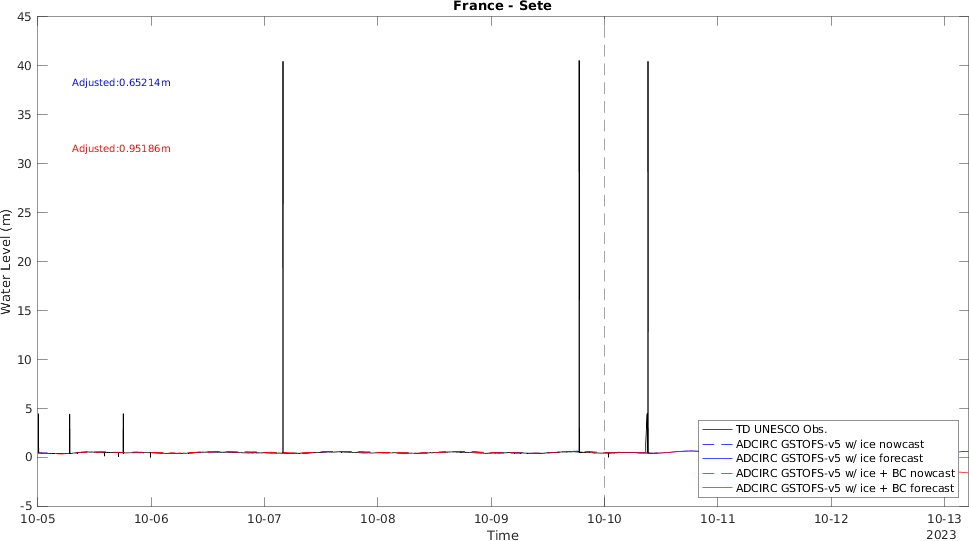 France - Sete
45
40
35
30
25
20
15
10
5
0
-5
Water Level (m)
Adjusted:0.65214m
Adjusted:0.95186m
TD UNESCO Obs.
ADCIRC GSTOFS-v5 w/ ice nowcast
ADCIRC GSTOFS-v5 w/ ice forecast
ADCIRC GSTOFS-v5 w/ ice + BC nowcast
ADCIRC GSTOFS-v5 w/ ice + BC forecast
10-05 10-06 10-07 10-08 10-09 10-10 10-11 10-12 10-13
Time
2023